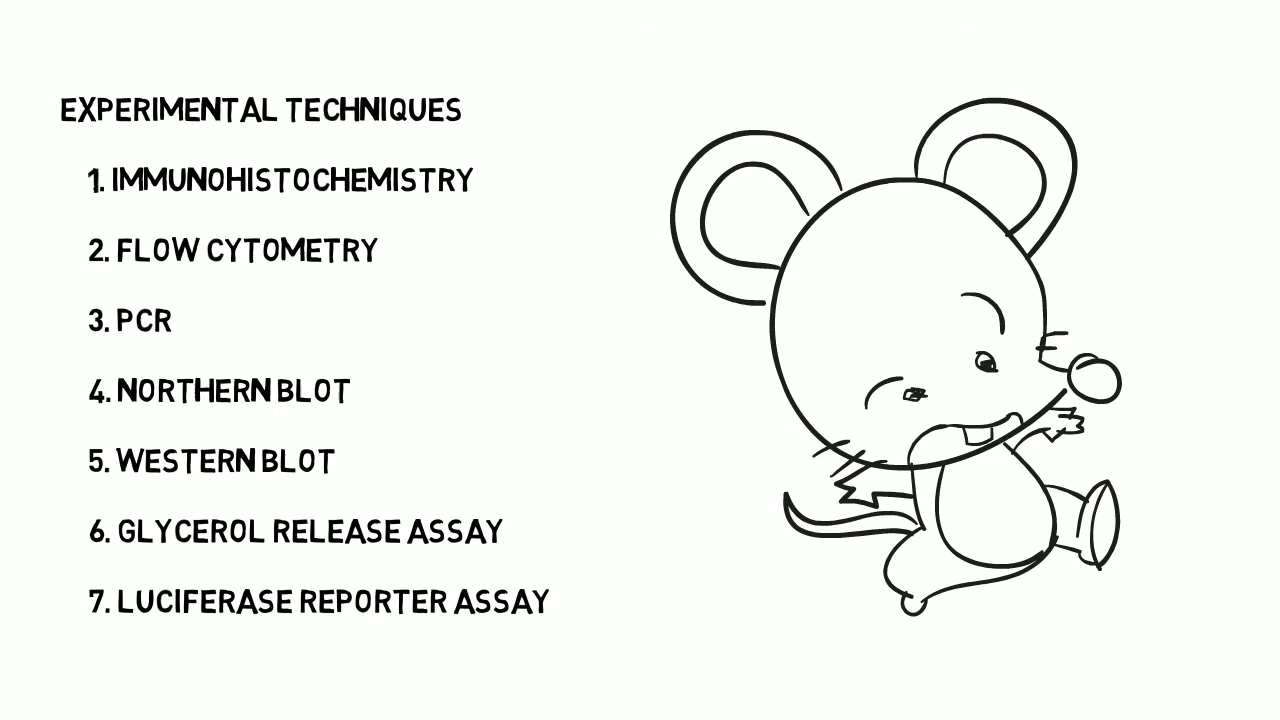 EXPERIMENTAL TECHNIQUES
1. IMMUNOHISTOCHEMISTRY
2. FLOW CYTOMETRY
3. PCR
4. NORTHERN BLOT
5. WESTERN BLOT
6. GLYCEROL RELEASE ASSAY
7. LUCIFERASE REPORTER ASSAY